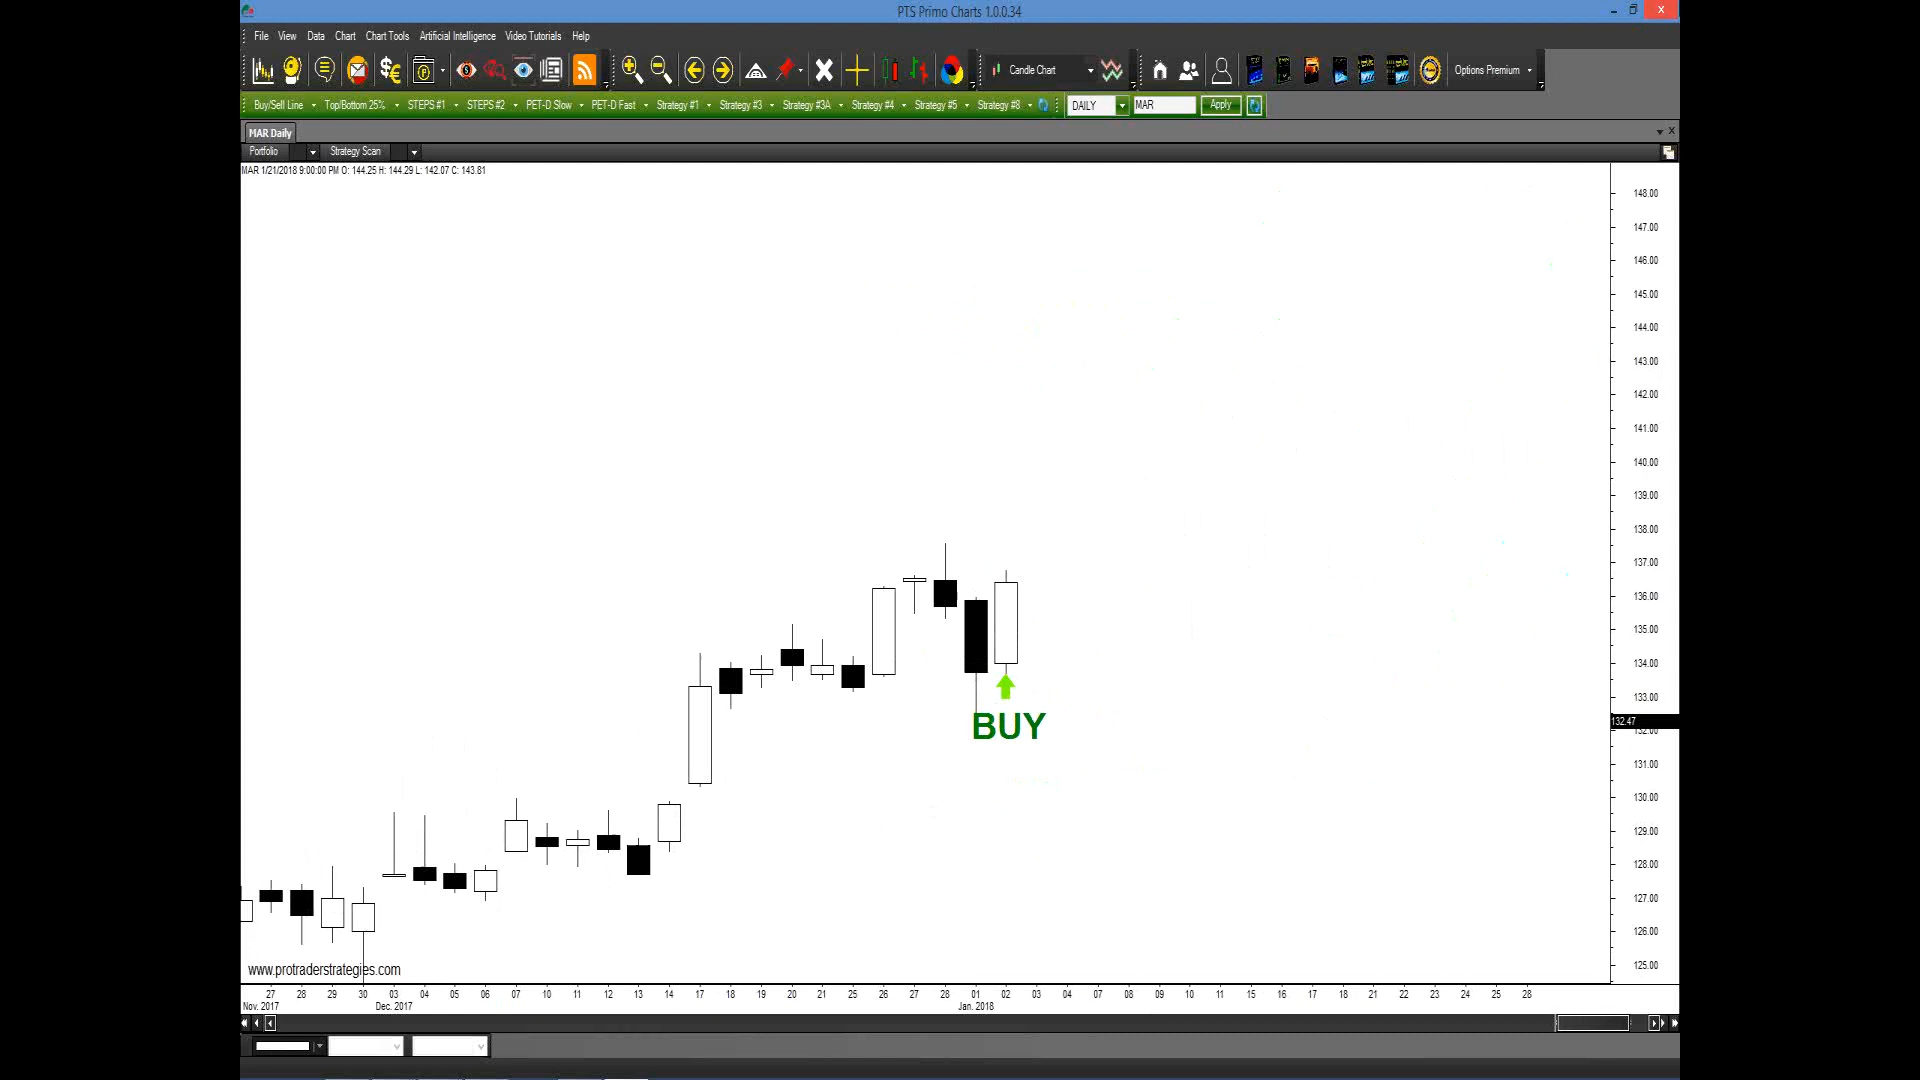 PTS Primo Charts 1.0.0.34
File View Data Chart Chart Tools Artificial Intelligence Video Tutorials Help
Candle Chart Options Premium
Buy/Sell Line Top/Bottom 25% STEPS #1 STEPS #2 PET-D Slow PET-D Fast Strategy #1 Strategy #3 Strategy #3A Strategy #4 Strategy #5 Strategy #8 DAILY MAR Apply
MAR Daily
Portfolio Strategy Scan
MAR 1/21/2018 9:00:00 PM O: 144.25 H: 144.29 L: 142.07 C: 143.81
148.00
147.00
146.00
145.00
144.00
143.00
142.00
141.00
140.00
139.00
138.00
137.00
136.00
135.00
134.00
133.00
BUY
132.47
132.00
131.00
130.00
129.00
128.00
127.00
126.00
125.00
www.protraderstrategies.com
27 28 29 30 03 04 05 06 07 10 11 12 13 14 17 18 19 20 21 25 26 27 28 01 02 03 04 07 08 09 10 11 15 16 17 18 21 22 23 24 25 28
Nov. 2017 Dec. 2017 Jan. 2018